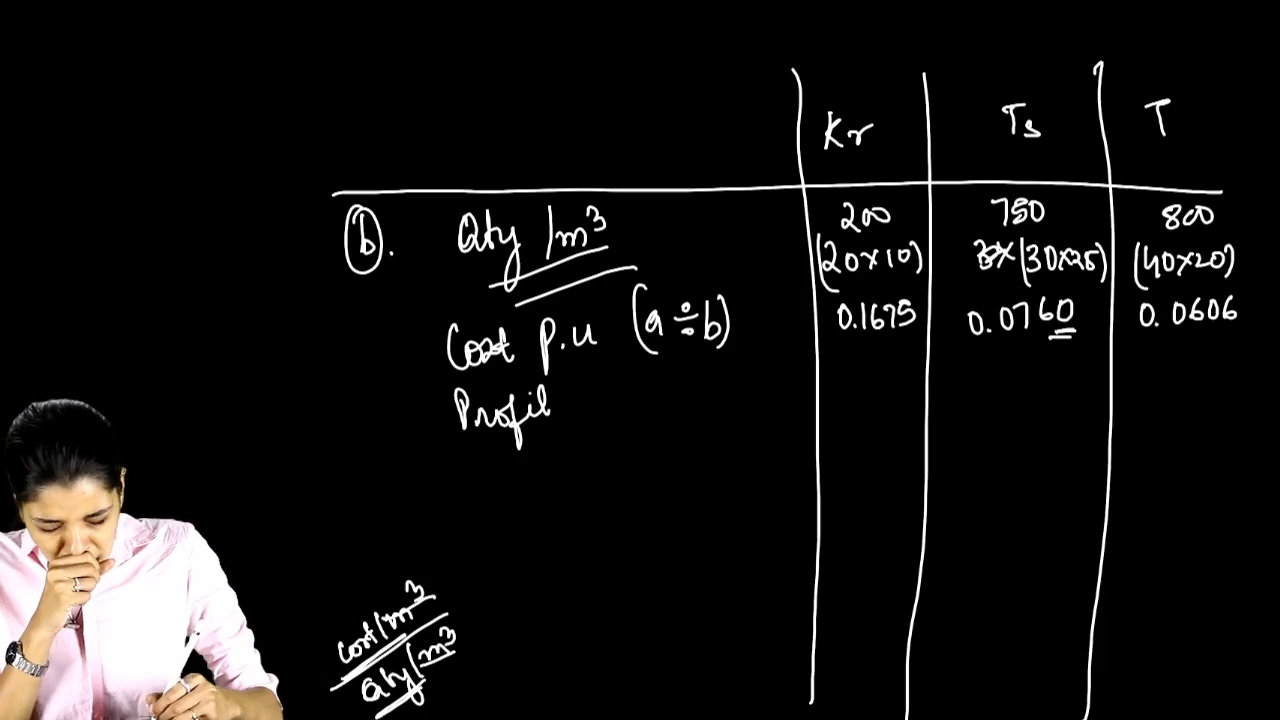 Kr Ts T
(b). Qty /m³ 200 750 800
(20×10) (30×25) (40×20)
Cost P.u (a÷b) 0.1675 0.0760 0.0606
Profil
Cost/m³
Qty/m³